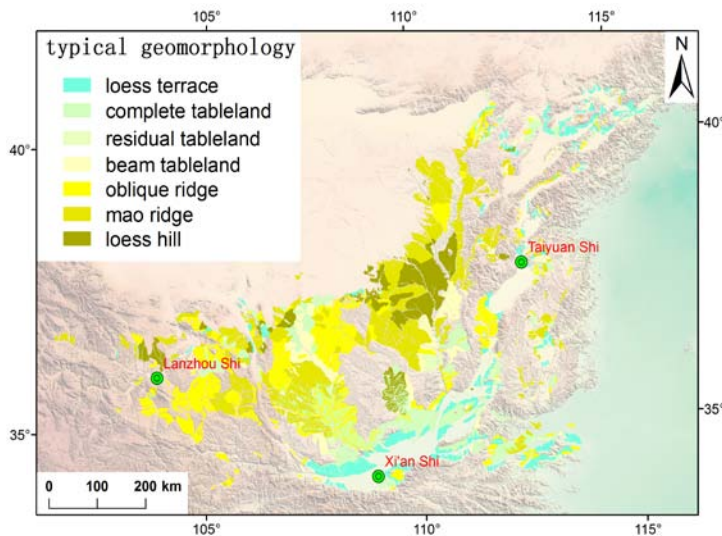 105°
110°
115°
typical geomorphology
loess terrace
complete tableland
residual tableland
beam tableland
oblique ridge
mao ridge
loess hill
N
40°
40°
Taiyuan Shi
Lanzhou Shi
35°
35°
Xi'an Shi
0 100 200 km
105°
110°
115°